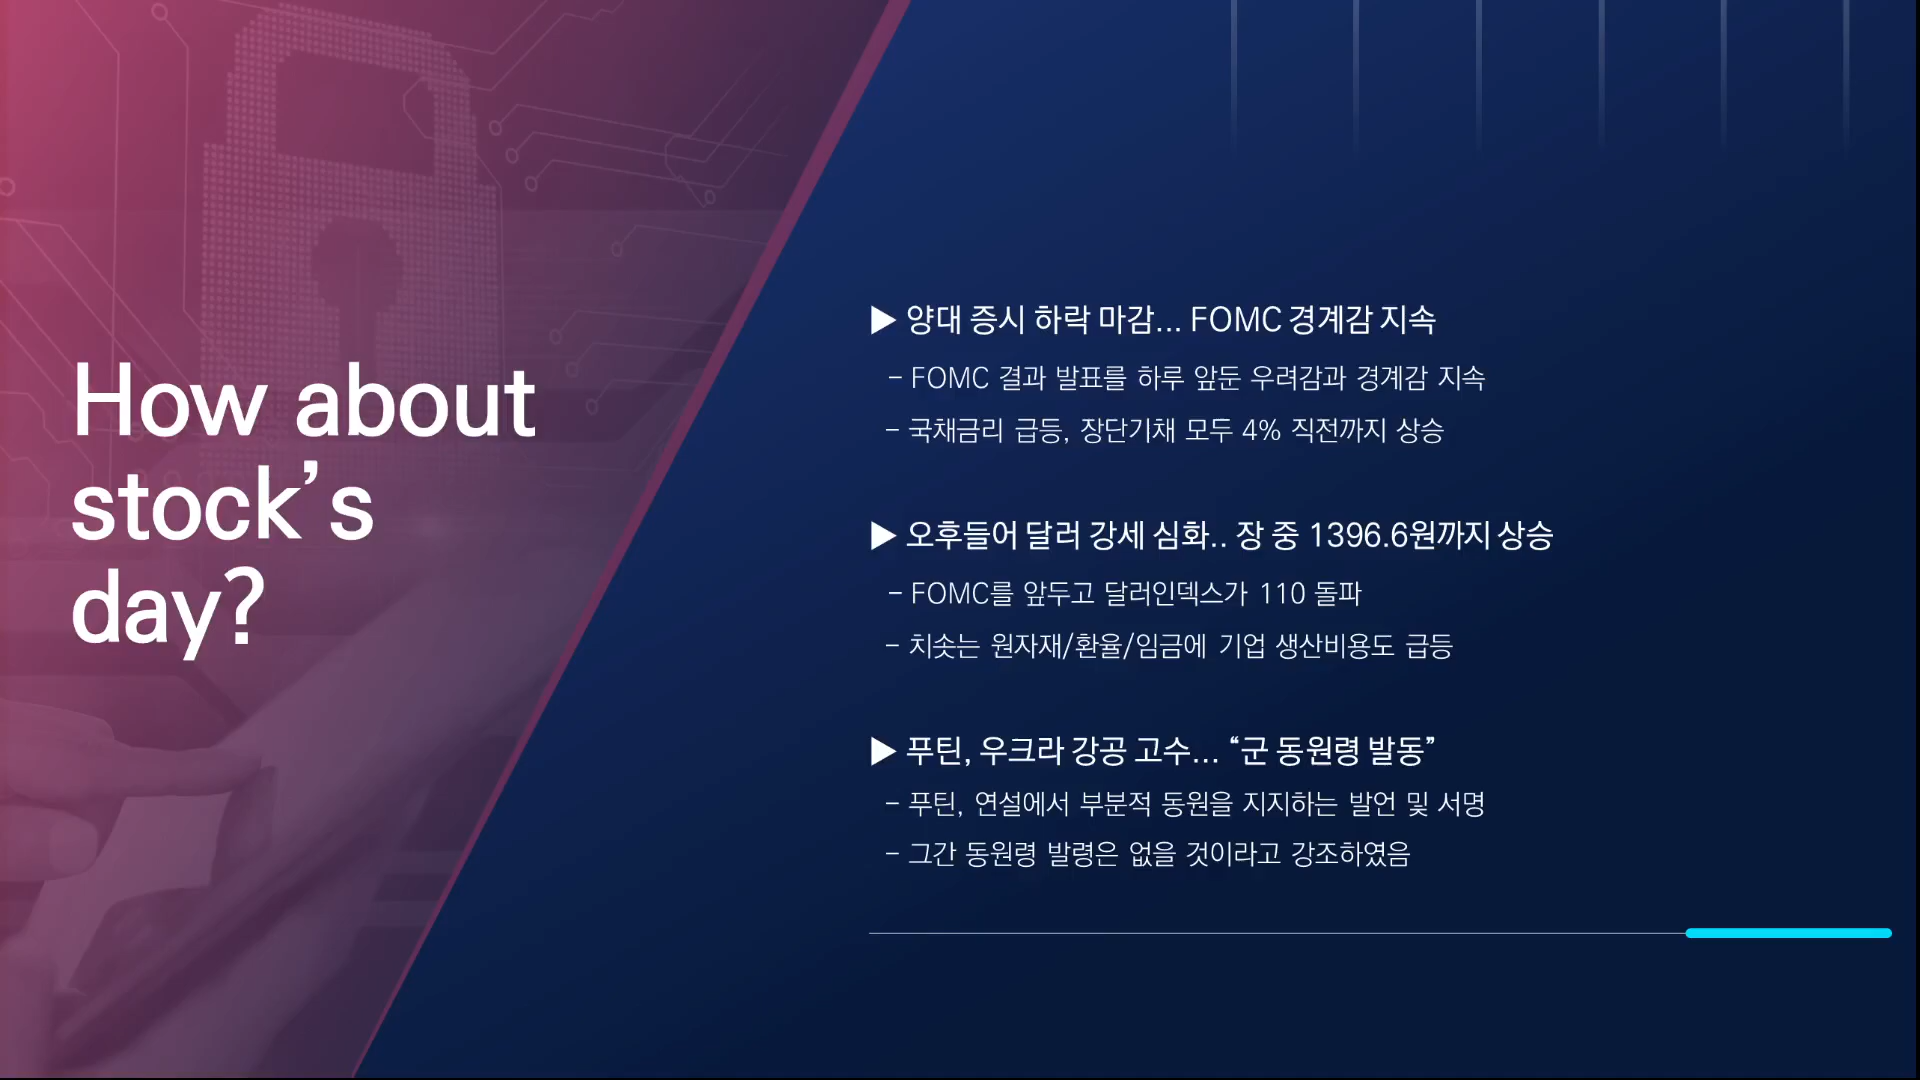 How about
stock’s
day?
▶ 양대 증시 하락 마감... FOMC 경계감 지속
- FOMC 결과 발표를 하루 앞둔 우려감과 경계감 지속
- 국채금리 급등, 장단기채 모두 4% 직전까지 상승
▶ 오후들어 달러 강세 심화.. 장 중 1396.6원까지 상승
- FOMC를 앞두고 달러인덱스가 110 돌파
- 치솟는 원자재/환율/임금에 기업 생산비용도 급등
▶ 푸틴, 우크라 강공 고수... “군 동원령 발동”
- 푸틴, 연설에서 부분적 동원을 지지하는 발언 및 서명
- 그간 동원령 발령은 없을 것이라고 강조하였음